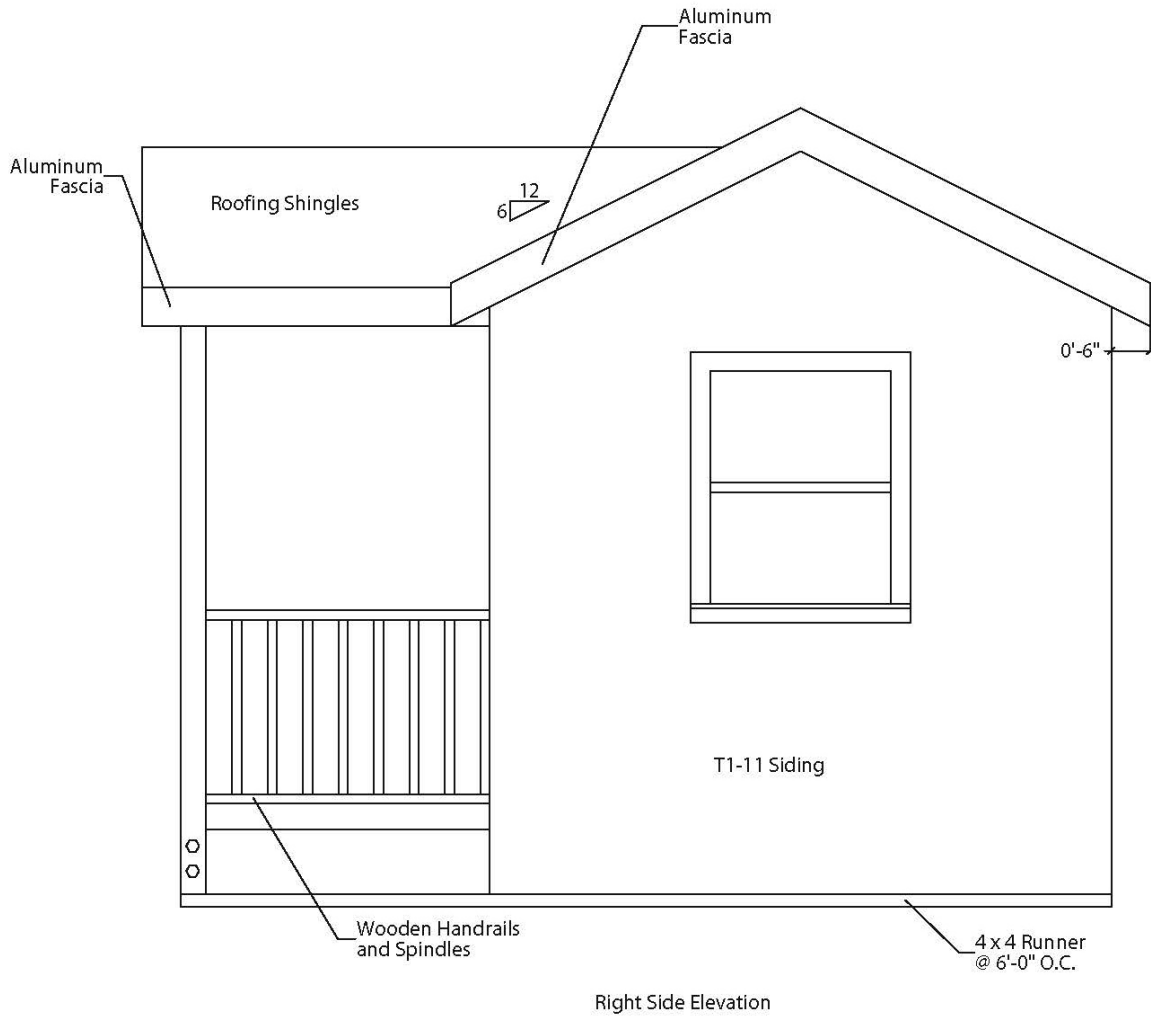 Aluminum
Fascia
Aluminum
Fascia
Roofing Shingles
12
6
0'-6"
T1-11 Siding
Wooden Handrails
and Spindles
4 x 4 Runner
@ 6'-0" O.C.
Right Side Elevation